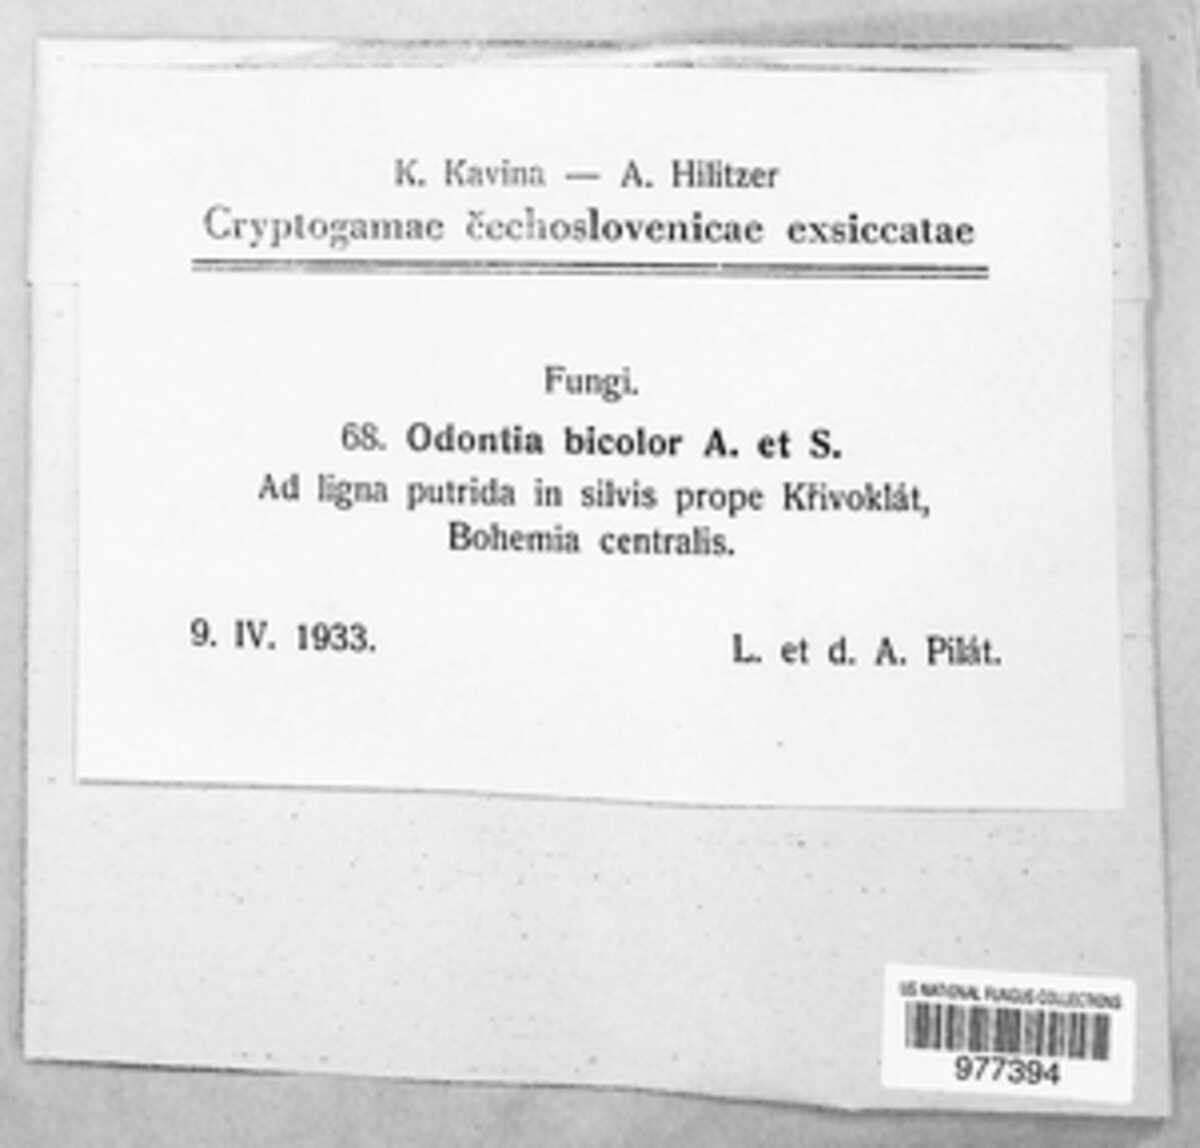 K. Kavina — A. Hilitzer
Cryptogamae čechoslovenicae exsiccatae
Fungi.
68. Odontia bicolor A. et S.
Ad ligna putrida in silvis prope Křivoklát,
Bohemia centralis.
9. IV. 1933.
L. et d. A. Pilát.
US NATIONAL FUNGUS COLLECTIONS
977394